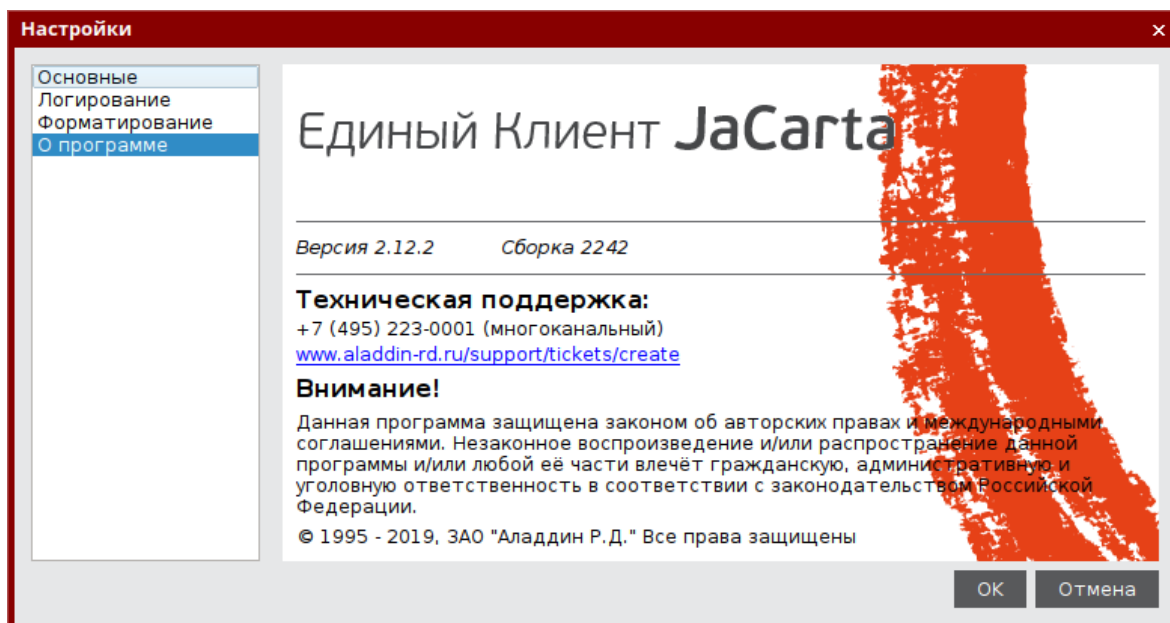 Настройки
×
Основные
Логирование
Форматирование
О программе
Единый Клиент JaCarta
Версия 2.12.2 Сборка 2242
Техническая поддержка:
+7 (495) 223-0001 (многоканальный)
www.aladdin-rd.ru/support/tickets/create
Внимание!
Данная программа защищена законом об авторских правах и международными
соглашениями. Незаконное воспроизведение и/или распространение данной
программы и/или любой её части влечёт гражданскую, административную и
уголовную ответственность в соответствии с законодательством Российской
Федерации.
© 1995 - 2019, ЗАО "Аладдин Р.Д." Все права защищены
OK Отмена